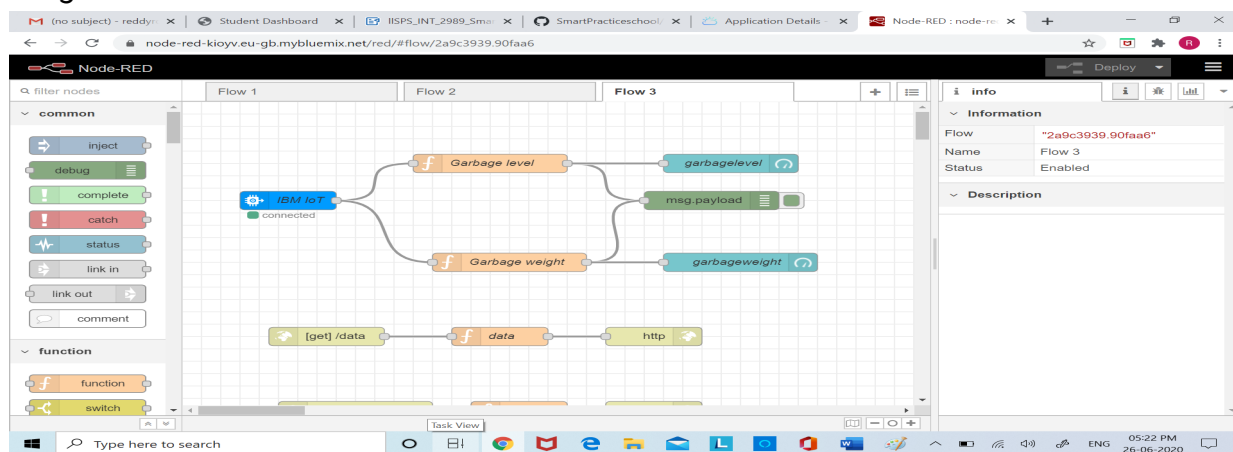 (no subject) - reddyn
Student Dashboard
IISPS_INT_2989_Smar
SmartPracticeschool/
Application Details -
Node-RED : node-re
node-red-kioyv.eu-gb.mybluemix.net/red/#flow/2a9c3939.90faa6
R
Node-RED
Deploy
filter nodes
Flow 1
Flow 2
Flow 3
i info
i
common
inject
debug
complete
catch
status
link in
link out
comment
function
function
switch
Garbage level
garbagelevel
IBM IoT
connected
msg.payload
Garbage weight
garbageweight
[get] /data
data
http
Information
Flow
"2a9c3939.90faa6"
Name
Flow 3
Status
Enabled
Description
Task View
Type here to search
ENG
05:22 PM
26-06-2020